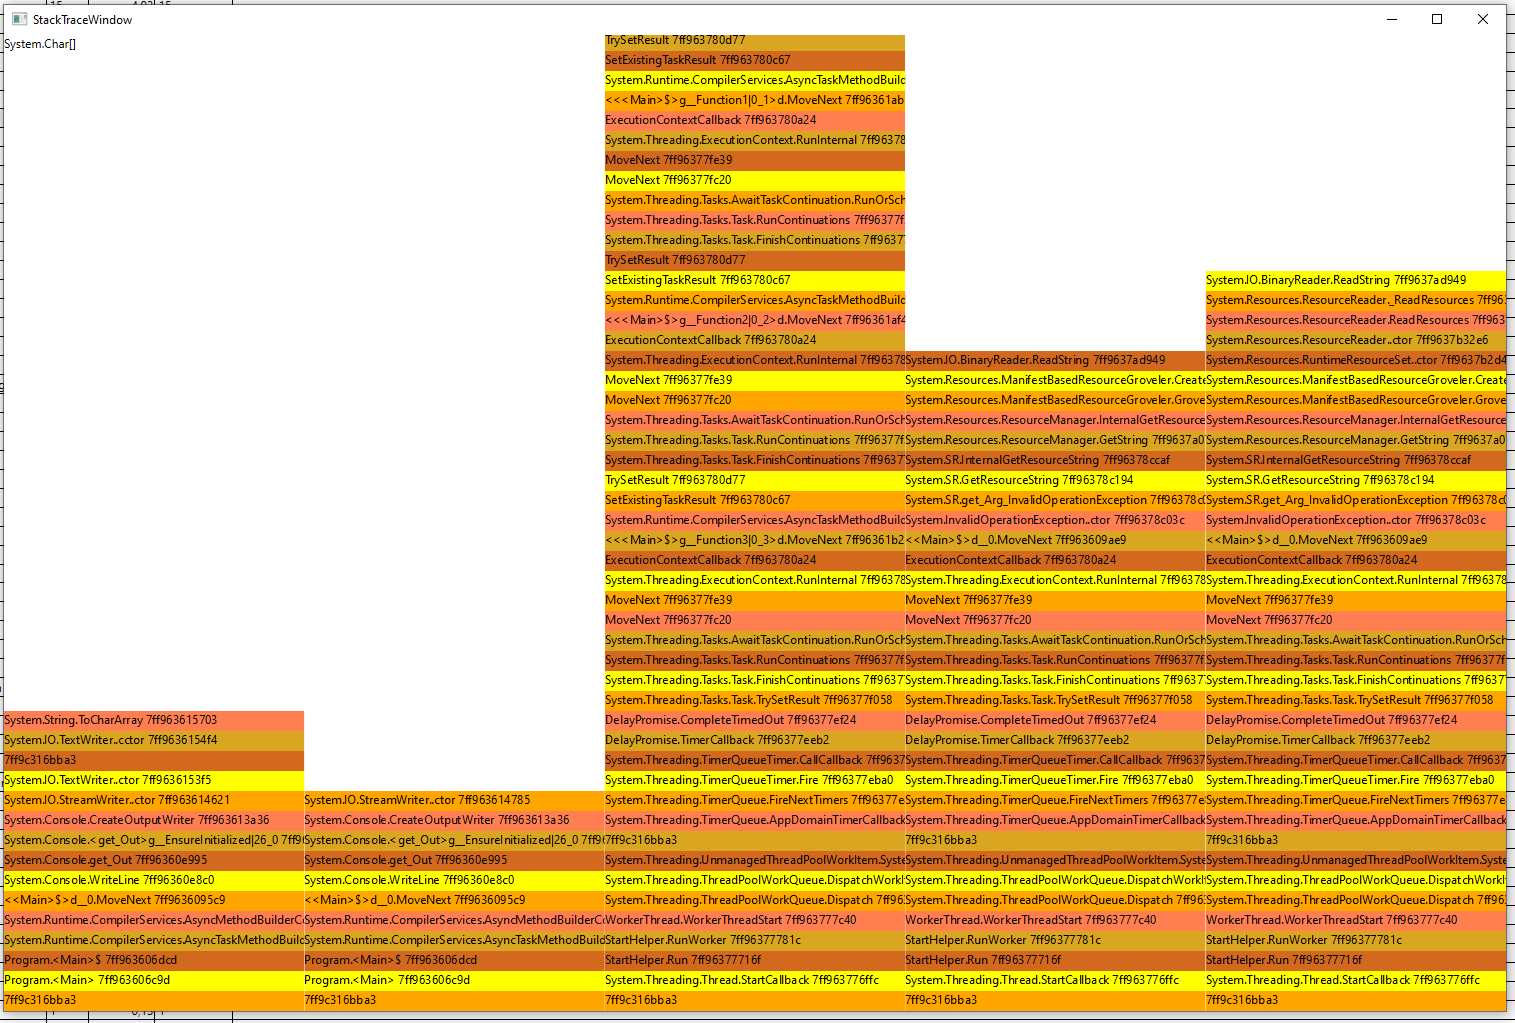 StackTraceWindow
System.Char[]
System.String.ToCharArray 7ff963615703
System.IO.TextWriter..cctor 7ff9636154f4
7ff9c316bba3
System.IO.TextWriter..ctor 7ff9636153f5
System.IO.StreamWriter..ctor 7ff963614621
System.Console.CreateOutputWriter 7ff963613a36
System.Console.<get_Out>g__EnsureInitialized|26_0 7ff9
System.Console.get_Out 7ff96360e995
System.Console.WriteLine 7ff96360e8c0
<<Main>$>d__0.MoveNext 7ff9636095c9
System.Runtime.CompilerServices.AsyncMethodBuilderC
System.Runtime.CompilerServices.AsyncTaskMethodBuild
Program.<Main>$ 7ff963606dcd
Program.<Main> 7ff963606c9d
7ff9c316bba3
System.IO.StreamWriter..ctor 7ff963614785
System.Console.CreateOutputWriter 7ff963613a36
System.Console.<get_Out>g__EnsureInitialized|26_0 7ff9
System.Console.get_Out 7ff96360e995
System.Console.WriteLine 7ff96360e8c0
<<Main>$>d__0.MoveNext 7ff9636095c9
System.Runtime.CompilerServices.AsyncMethodBuilderC
System.Runtime.CompilerServices.AsyncTaskMethodBuild
Program.<Main>$ 7ff963606dcd
Program.<Main> 7ff963606c9d
7ff9c316bba3
TrySetResult 7ff963780d77
SetExistingTaskResult 7ff963780c67
System.Runtime.CompilerServices.AsyncTaskMethodBuild
<<<Main>$>g__Function1|0_1>d.MoveNext 7ff96361ab
ExecutionContextCallback 7ff963780a24
System.Threading.ExecutionContext.RunInternal 7ff96378
MoveNext 7ff96377fe39
MoveNext 7ff96377fc20
System.Threading.Tasks.AwaitTaskContinuation.RunOrSch
System.Threading.Tasks.Task.RunContinuations 7ff96377f
System.Threading.Tasks.Task.FinishContinuations 7ff9637
TrySetResult 7ff963780d77
SetExistingTaskResult 7ff963780c67
System.Runtime.CompilerServices.AsyncTaskMethodBuild
<<<Main>$>g__Function2|0_2>d.MoveNext 7ff96361af4
ExecutionContextCallback 7ff963780a24
System.Threading.ExecutionContext.RunInternal 7ff96378
MoveNext 7ff96377fe39
MoveNext 7ff96377fc20
System.Threading.Tasks.AwaitTaskContinuation.RunOrSch
System.Threading.Tasks.Task.RunContinuations 7ff96377f
System.Threading.Tasks.Task.FinishContinuations 7ff9637
TrySetResult 7ff963780d77
SetExistingTaskResult 7ff963780c67
System.Runtime.CompilerServices.AsyncTaskMethodBuild
<<<Main>$>g__Function3|0_3>d.MoveNext 7ff96361b2
ExecutionContextCallback 7ff963780a24
System.Threading.ExecutionContext.RunInternal 7ff96378
MoveNext 7ff96377fe39
MoveNext 7ff96377fc20
System.Threading.Tasks.AwaitTaskContinuation.RunOrSch
System.Threading.Tasks.Task.RunContinuations 7ff96377f
System.Threading.Tasks.Task.FinishContinuations 7ff9637
System.Threading.Tasks.Task.TrySetResult 7ff96377f058
DelayPromise.CompleteTimedOut 7ff96377ef24
DelayPromise.TimerCallback 7ff96377eeb2
System.Threading.TimerQueueTimer.CallCallback 7ff9637
System.Threading.TimerQueueTimer.Fire 7ff96377eba0
System.Threading.TimerQueue.FireNextTimers 7ff96377e
System.Threading.TimerQueue.AppDomainTimerCallback
7ff9c316bba3
System.Threading.UnmanagedThreadPoolWorkItem.Syste
System.Threading.ThreadPoolWorkQueue.DispatchWorkI
System.Threading.ThreadPoolWorkQueue.Dispatch 7ff96
WorkerThread.WorkerThreadStart 7ff963777c40
StartHelper.RunWorker 7ff96377781c
StartHelper.Run 7ff96377716f
System.Threading.Thread.StartCallback 7ff963776ffc
7ff9c316bba3
System.IO.BinaryReader.ReadString 7ff9637ad949
System.Resources.ManifestBasedResourceGroveler.Create
System.Resources.ManifestBasedResourceGroveler.Grove
System.Resources.ResourceManager.InternalGetResource
System.Resources.ResourceManager.GetString 7ff9637a0
System.SR.InternalGetResourceString 7ff96378ccaf
System.SR.GetResourceString 7ff96378c194
System.SR.get_Arg_InvalidOperationException 7ff96378c0
System.InvalidOperationException..ctor 7ff96378c03c
<<Main>$>d__0.MoveNext 7ff963609ae9
ExecutionContextCallback 7ff963780a24
System.Threading.ExecutionContext.RunInternal 7ff96378
MoveNext 7ff96377fe39
MoveNext 7ff96377fc20
System.Threading.Tasks.AwaitTaskContinuation.RunOrSch
System.Threading.Tasks.Task.RunContinuations 7ff96377f
System.Threading.Tasks.Task.FinishContinuations 7ff9637
System.Threading.Tasks.Task.TrySetResult 7ff96377f058
DelayPromise.CompleteTimedOut 7ff96377ef24
DelayPromise.TimerCallback 7ff96377eeb2
System.Threading.TimerQueueTimer.CallCallback 7ff9637
System.Threading.TimerQueueTimer.Fire 7ff96377eba0
System.Threading.TimerQueue.FireNextTimers 7ff96377e
System.Threading.TimerQueue.AppDomainTimerCallback
7ff9c316bba3
System.Threading.UnmanagedThreadPoolWorkItem.Syste
System.Threading.ThreadPoolWorkQueue.DispatchWorkI
System.Threading.ThreadPoolWorkQueue.Dispatch 7ff96
WorkerThread.WorkerThreadStart 7ff963777c40
StartHelper.RunWorker 7ff96377781c
StartHelper.Run 7ff96377716f
System.Threading.Thread.StartCallback 7ff963776ffc
7ff9c316bba3
System.IO.BinaryReader.ReadString 7ff9637ad949
System.Resources.ResourceReader._ReadResources 7ff96
System.Resources.ResourceReader.ReadResources 7ff963
System.Resources.ResourceReader..ctor 7ff9637b32e6
System.Resources.RuntimeResourceSet..ctor 7ff9637b2d4
System.Resources.ManifestBasedResourceGroveler.Create
System.Resources.ManifestBasedResourceGroveler.Grove
System.Resources.ResourceManager.InternalGetResource
System.Resources.ResourceManager.GetString 7ff9637a0
System.SR.InternalGetResourceString 7ff96378ccaf
System.SR.GetResourceString 7ff96378c194
System.SR.get_Arg_InvalidOperationException 7ff96378c0
System.InvalidOperationException..ctor 7ff96378c03c
<<Main>$>d__0.MoveNext 7ff963609ae9
ExecutionContextCallback 7ff963780a24
System.Threading.ExecutionContext.RunInternal 7ff96378
MoveNext 7ff96377fe39
MoveNext 7ff96377fc20
System.Threading.Tasks.AwaitTaskContinuation.RunOrSch
System.Threading.Tasks.Task.RunContinuations 7ff96377f
System.Threading.Tasks.Task.FinishContinuations 7ff9637
System.Threading.Tasks.Task.TrySetResult 7ff96377f058
DelayPromise.CompleteTimedOut 7ff96377ef24
DelayPromise.TimerCallback 7ff96377eeb2
System.Threading.TimerQueueTimer.CallCallback 7ff9637
System.Threading.TimerQueueTimer.Fire 7ff96377eba0
System.Threading.TimerQueue.FireNextTimers 7ff96377e
System.Threading.TimerQueue.AppDomainTimerCallback
7ff9c316bba3
System.Threading.UnmanagedThreadPoolWorkItem.Syste
System.Threading.ThreadPoolWorkQueue.DispatchWorkI
System.Threading.ThreadPoolWorkQueue.Dispatch 7ff96
WorkerThread.WorkerThreadStart 7ff963777c40
StartHelper.RunWorker 7ff96377781c
StartHelper.Run 7ff96377716f
System.Threading.Thread.StartCallback 7ff963776ffc
7ff9c316bba3